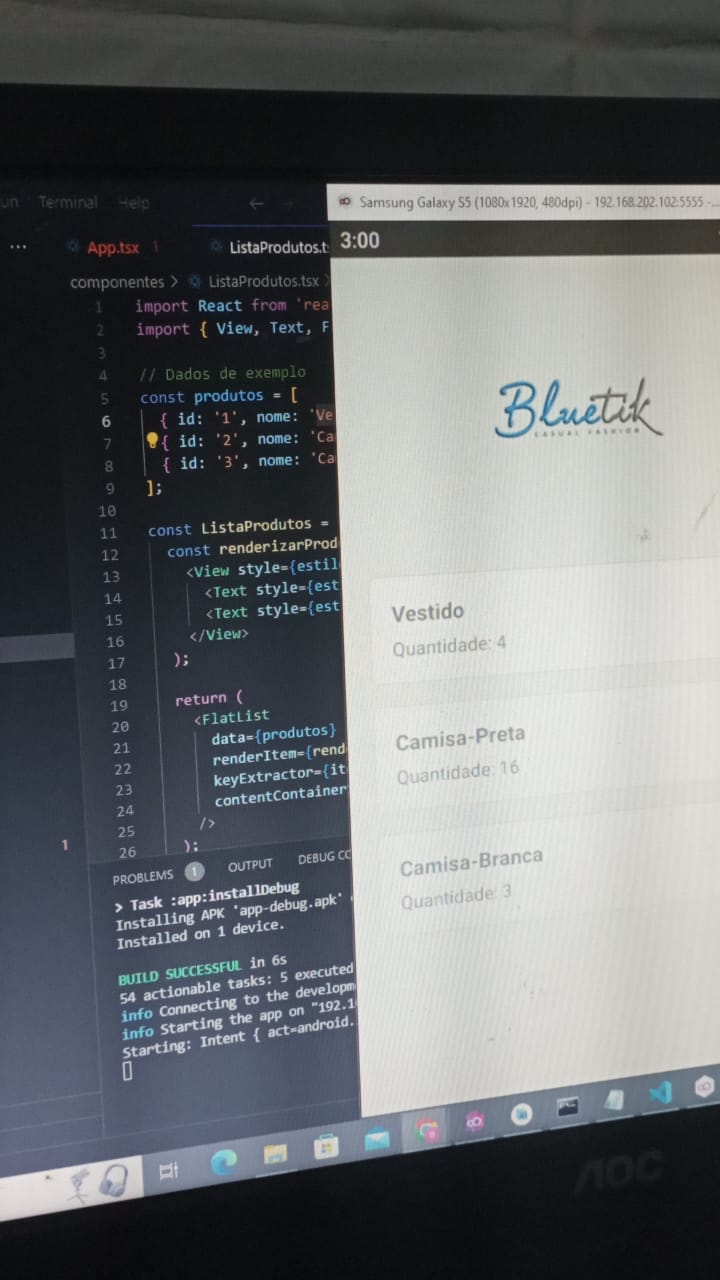 Terminal Help
Samsung Galaxy S5 (1080x1920, 480dpi) - 192.168.202.102:5555 -...
App.tsx 1
ListaProdutos.t
componentes > ListaProdutos.tsx >
1 import React from 'rea
2 import { View, Text, F
3
4 // Dados de exemplo
5 const produtos = [
6 { id: '1', nome: 'Ve
7 { id: '2', nome: 'Ca
8 { id: '3', nome: 'Ca
9 ];
10
11 const ListaProdutos =
12 const renderizarProd
13 <View style={estil
14 <Text style={est
15 <Text style={est
16 </View>
17 );
18
19 return (
20 <FlatList
21 data={produtos}
22 renderItem={rend
23 keyExtractor={it
24 contentContainer
25 />
26 );
1
PROBLEMS 1 OUTPUT DEBUG CO
> Task :app:installDebug
Installing APK 'app-debug.apk'
Installed on 1 device.
BUILD SUCCESSFUL in 6s
54 actionable tasks: 5 executed
info Connecting to the developm
info Starting the app on "192.1
Starting: Intent { act=android.
3:00
Bluetik
CASUAL FASHION
Vestido
Quantidade: 4
Camisa-Preta
Quantidade: 16
Camisa-Branca
Quantidade: 3
AOC